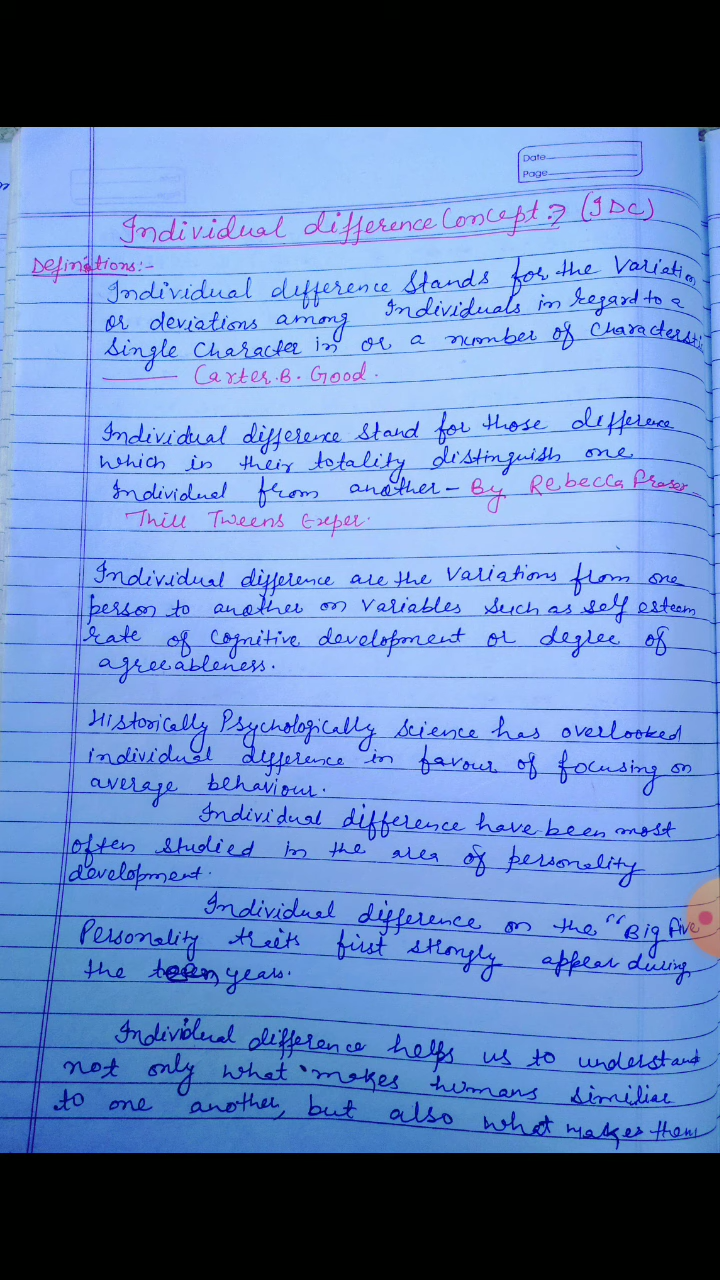 Date
Page
Individual difference Concept :? (IDC)
Definitions:-
Individual difference stands for the Variation
or deviations among Individuals in regard to a
single Character in or a number of Characterstic
Carter. B. Good.
Individual difference stand for those difference
which in their totality distinguish one
Individual from another - By Rebecca Fraser
Thill Tweens Exper.
Individual difference are the Variations from one
person to another on variables such as self esteem
rate of Cognitive development or degree of
agreeableness.
Historically Psychologically science has overlooked
individual difference in favour of focusing on
average behaviour.
Individual difference have been most
often studied in the area of personality
development.
Individual difference on the "Big five
Personality traits first strongly appear during
the years.
Individual difference helps us to understand
not only what makes humans similiar
to one another, but also what makes them